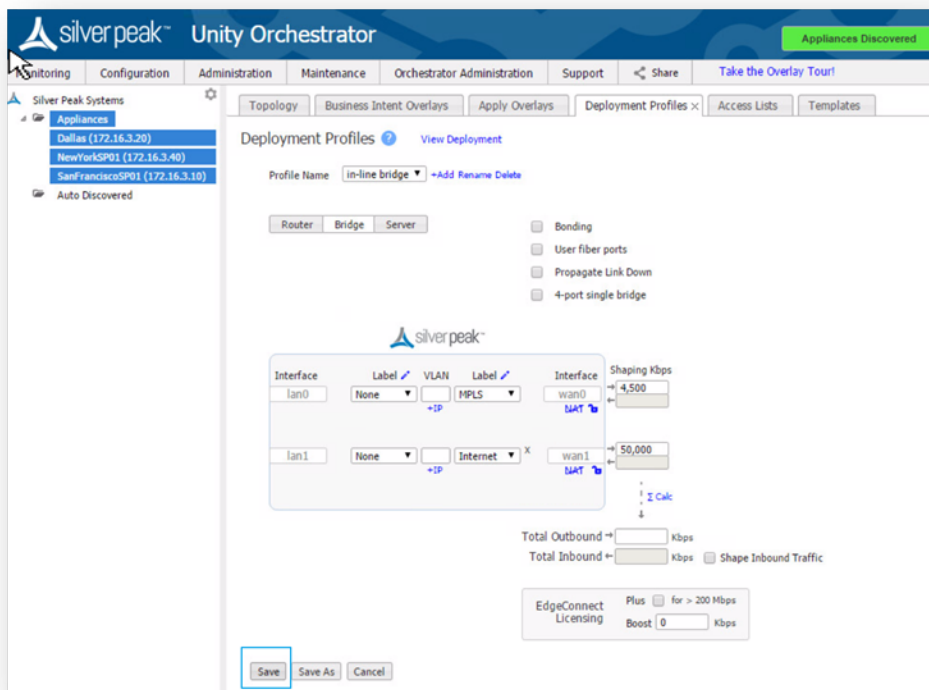 silver peak™ Unity Orchestrator
Appliances Discovered
Monitoring Configuration Administration Maintenance Orchestrator Administration Support Share Take the Overlay Tour!
Silver Peak Systems
Appliances
Dallas (172.16.3.20)
NewYorkSP01 (172.16.3.40)
SanFranciscoSP01 (172.16.3.10)
Auto Discovered
Topology Business Intent Overlays Apply Overlays Deployment Profiles × Access Lists Templates
Deployment Profiles ? View Deployment
Profile Name in-line bridge +Add Rename Delete
Router Bridge Server
Bonding
User fiber ports
Propagate Link Down
4-port single bridge
silver peak™
Interface Label VLAN Label Interface Shaping Kbps
lan0 None MPLS wan0 4,500
+IP NAT
lan1 None Internet x wan1 50,000
+IP NAT
Σ Calc
Total Outbound Kbps
Total Inbound Kbps Shape Inbound Traffic
EdgeConnect Licensing
Plus for > 200 Mbps
Boost 0 Kbps
Save Save As Cancel